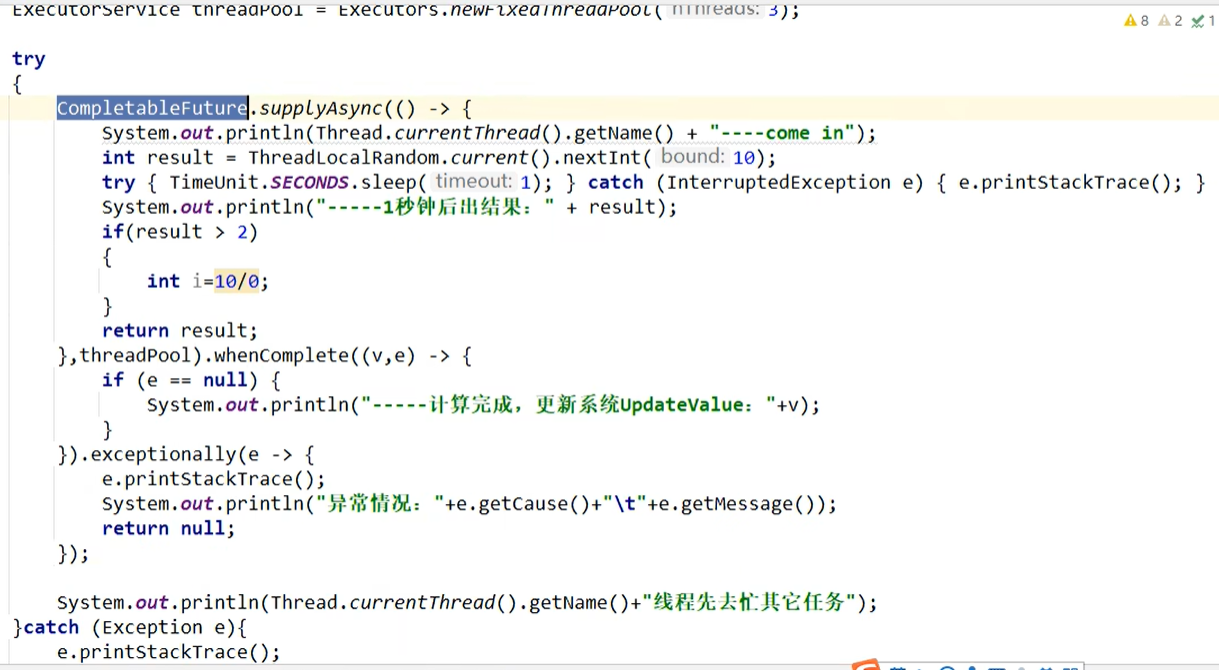 ExecutorService threadPool = Executors.newFixedThreadPool( nThreads: 3);
8 2 1
try
{
    CompletableFuture.supplyAsync(() -> {
        System.out.println(Thread.currentThread().getName() + "----come in");
        int result = ThreadLocalRandom.current().nextInt( bound: 10);
        try { TimeUnit.SECONDS.sleep( timeout: 1); } catch (InterruptedException e) { e.printStackTrace(); }
        System.out.println("-----1秒钟后出结果：" + result);
        if(result > 2)
        {
            int i=10/0;
        }
        return result;
    },threadPool).whenComplete((v,e) -> {
        if (e == null) {
            System.out.println("-----计算完成，更新系统UpdateValue："+v);
        }
    }).exceptionally(e -> {
        e.printStackTrace();
        System.out.println("异常情况："+e.getCause()+"\t"+e.getMessage());
        return null;
    });
    System.out.println(Thread.currentThread().getName()+"线程先去忙其它任务");
}catch (Exception e){
    e.printStackTrace();